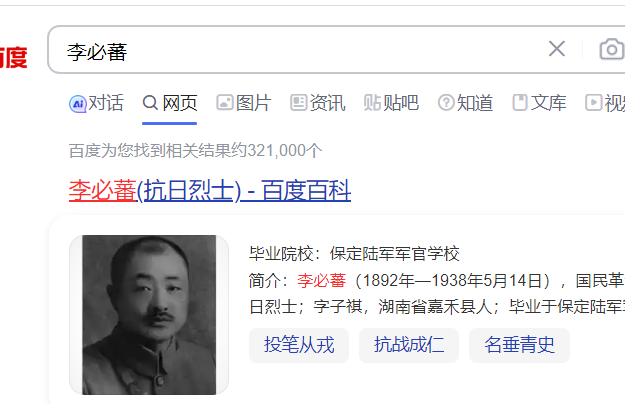 百度
李必蕃
Ai 对话 网页 图片 资讯 贴 贴吧 知道 文库 视频
百度为您找到相关结果约321,000个
李必蕃(抗日烈士) - 百度百科
毕业院校：保定陆军军官学校
简介：李必蕃（1892年—1938年5月14日），国民革
日烈士；字子祺，湖南省嘉禾县人；毕业于保定陆军军
投笔从戎 抗战成仁 名垂青史